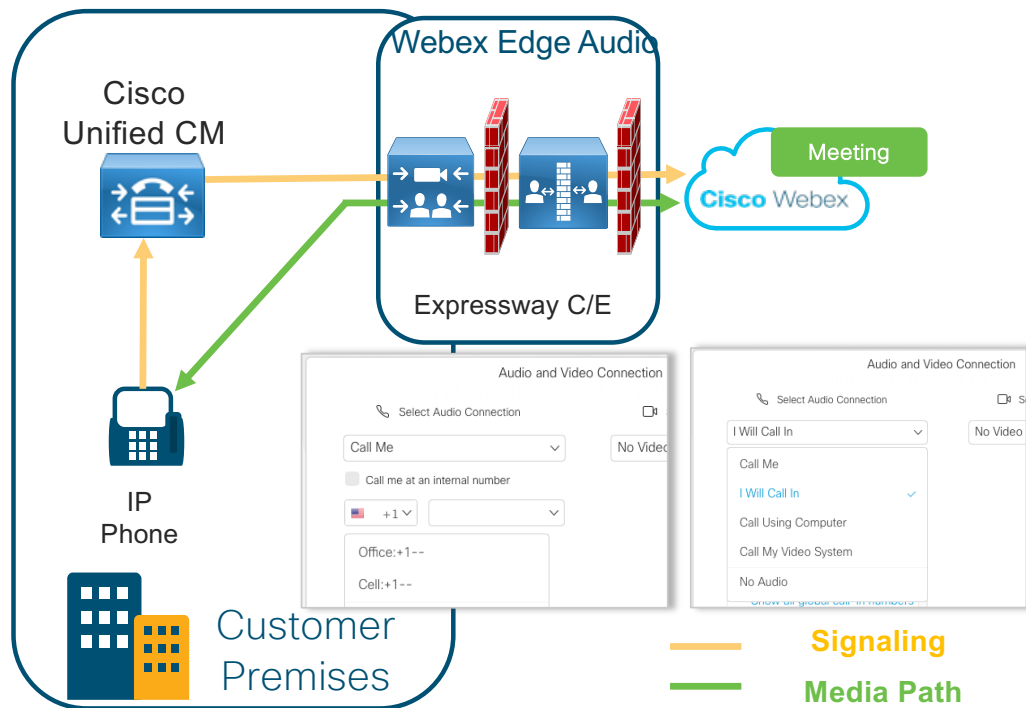 Webex Edge Audio
Cisco
Unified CM
Meeting
Cisco Webex
Expressway C/E
IP
Phone
Customer
Premises
Audio and Video Connection
Select Audio Connection
Call Me
No Video
Call me at an internal number
+1
Office:+1--
Cell:+1--
Audio and Video Connection
Select Audio Connection
I Will Call In
No Video
Call Me
I Will Call In
Call Using Computer
Call My Video System
No Audio
Show all global call-in numbers
Signaling
Media Path